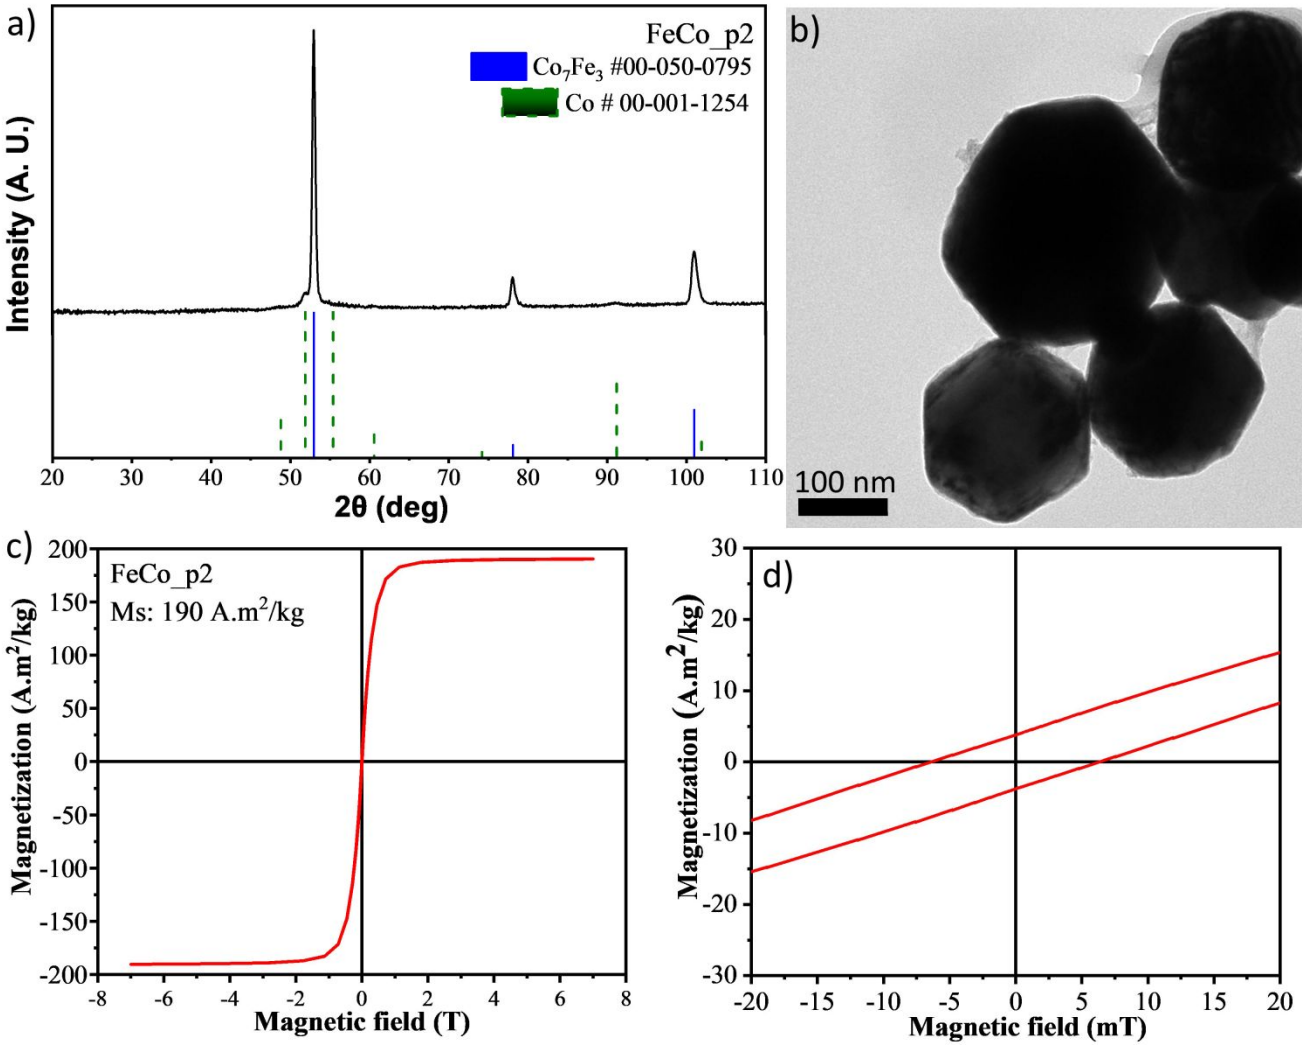 a)
FeCo_p2
Co₇Fe₃ #00-050-0795
Co # 00-001-1254
Intensity (A. U.)
20 30 40 50 60 70 80 90 100 110
2θ (deg)
b)
100 nm
c)
FeCo_p2
Ms: 190 A.m²/kg
Magnetization (A.m²/kg)
200
150
100
50
0
-50
-100
-150
-200
-8 -6 -4 -2 0 2 4 6 8
Magnetic field (T)
d)
Magnetization (A.m²/kg)
30
20
10
0
-10
-20
-30
-20 -15 -10 -5 0 5 10 15 20
Magnetic field (mT)